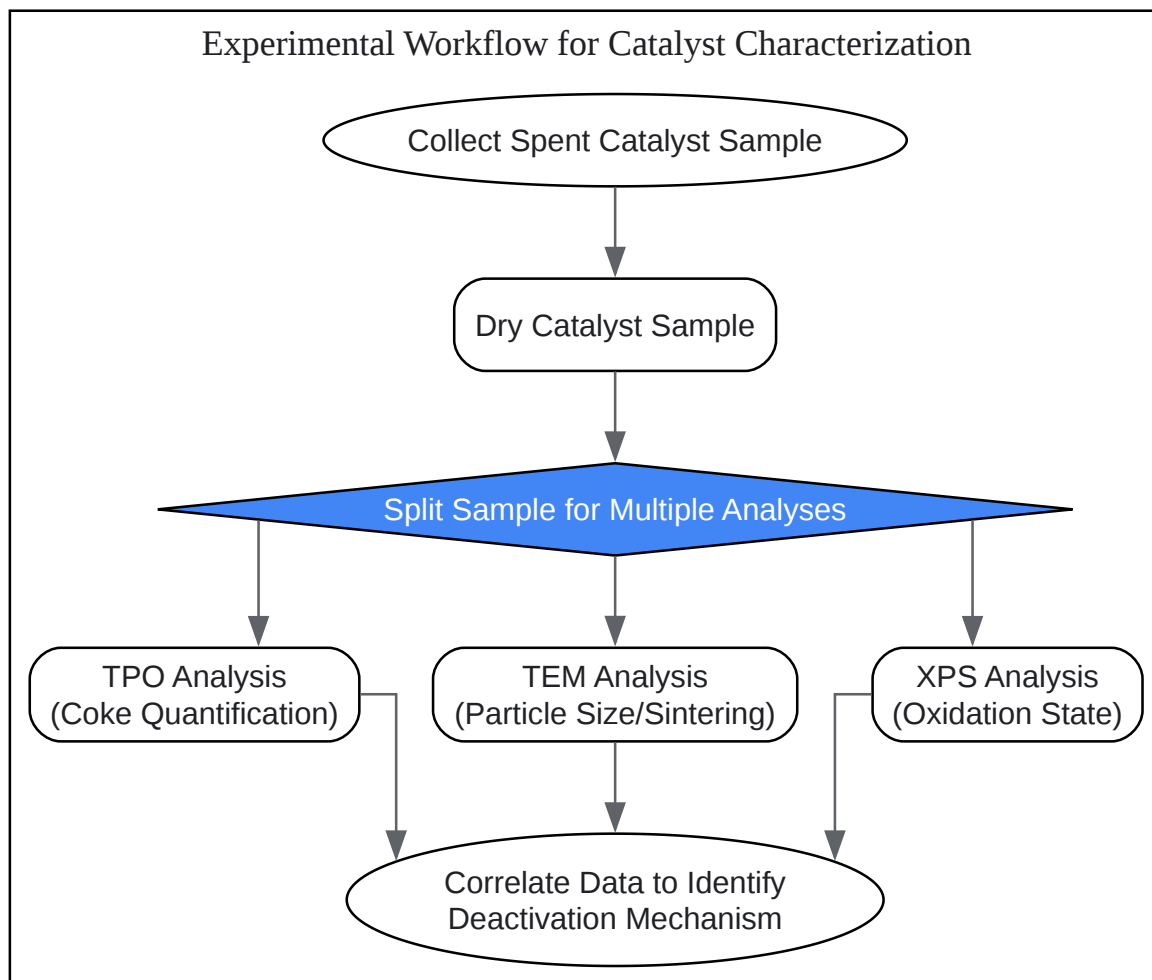 Experimental Workflow for Catalyst Characterization
Collect Spent Catalyst Sample
Dry Catalyst Sample
Split Sample for Multiple Analyses
TPO Analysis
(Coke Quantification)
TEM Analysis
(Particle Size/Sintering)
XPS Analysis
(Oxidation State)
Correlate Data to Identify
Deactivation Mechanism